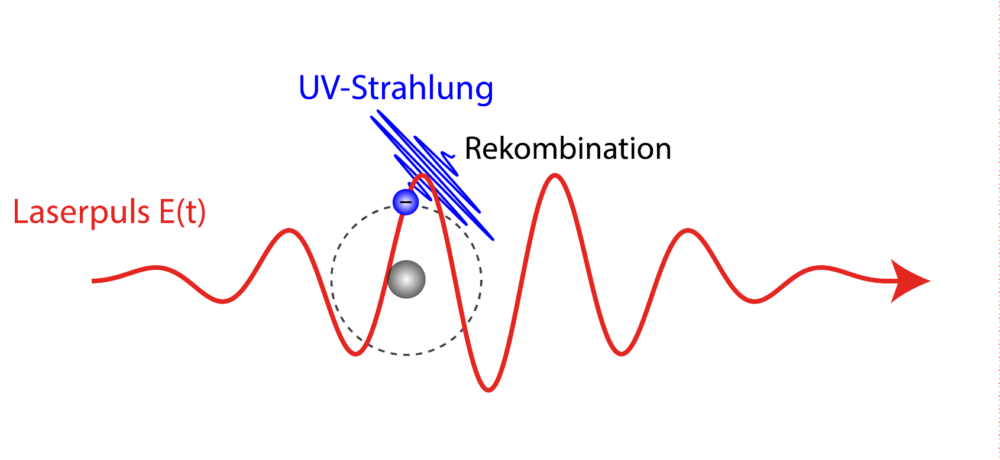 UV-Strahlung
Rekombination
Laserpuls E(t)
−